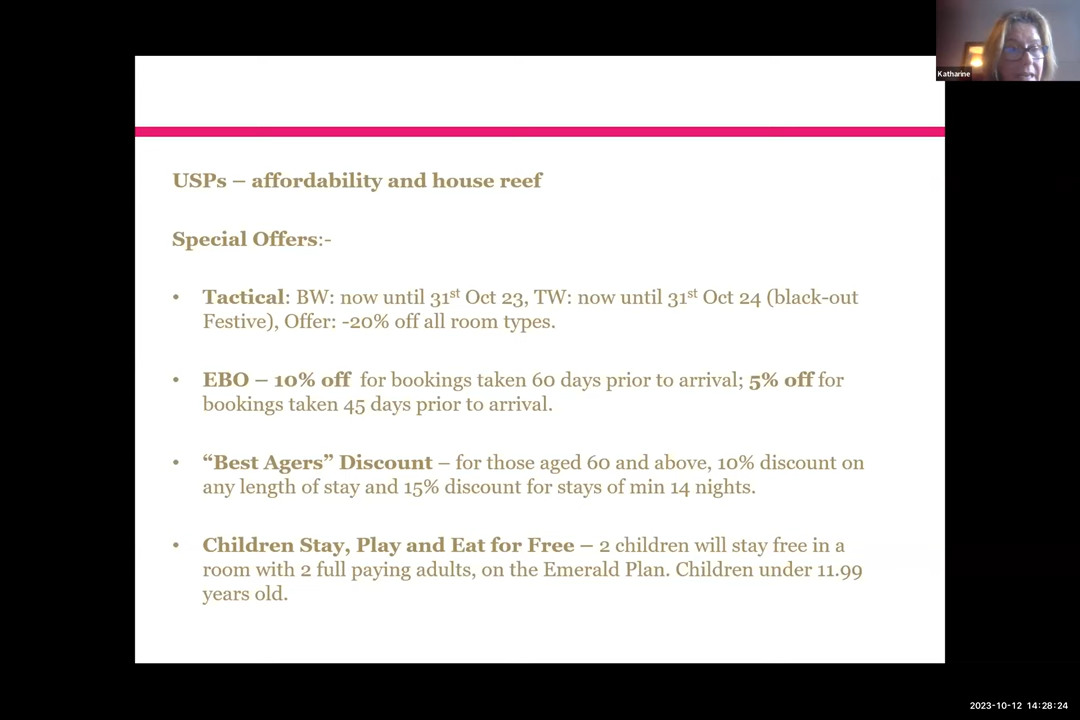 Katharine
USPs – affordability and house reef
Special Offers:-
• Tactical: BW: now until 31st Oct 23, TW: now until 31st Oct 24 (black-out
Festive), Offer: -20% off all room types.
• EBO – 10% off for bookings taken 60 days prior to arrival; 5% off for
bookings taken 45 days prior to arrival.
• “Best Agers” Discount – for those aged 60 and above, 10% discount on
any length of stay and 15% discount for stays of min 14 nights.
• Children Stay, Play and Eat for Free – 2 children will stay free in a
room with 2 full paying adults, on the Emerald Plan. Children under 11.99
years old.
2023-10-12 14:28:24